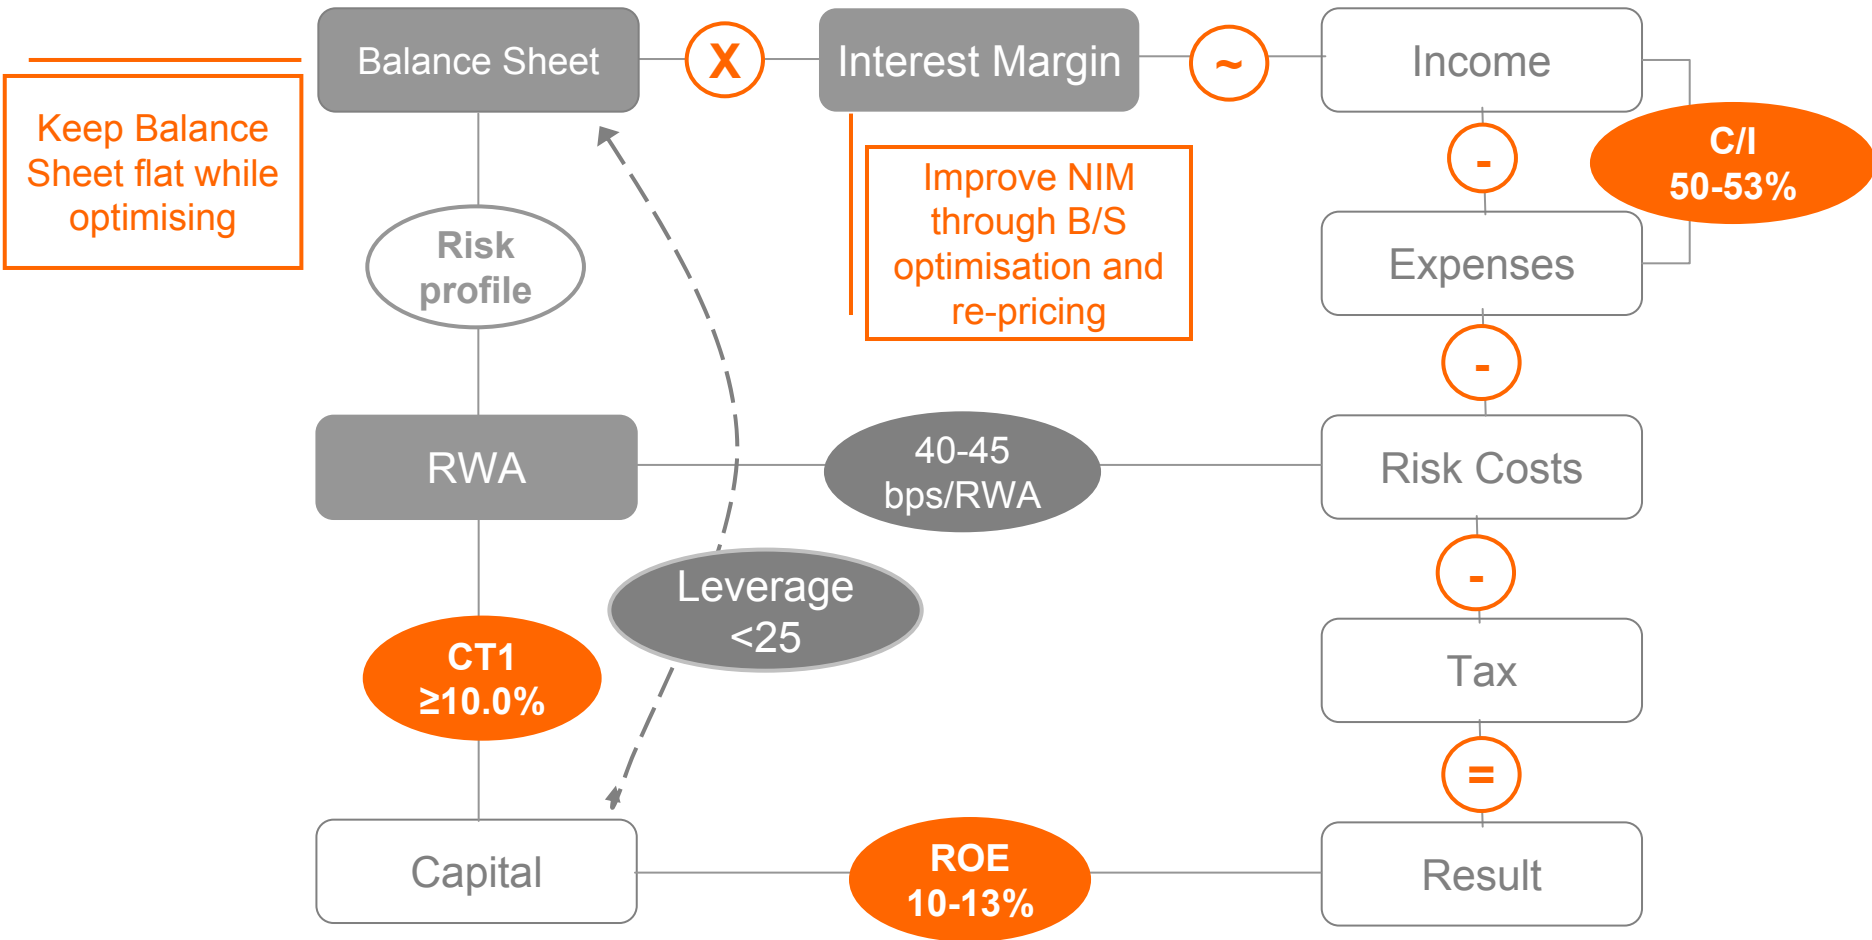 Balance Sheet
X
Interest Margin
~
Income
Keep Balance
Sheet flat while
optimising
Improve NIM
through B/S
optimisation and
re-pricing
-
C/I
50-53%
Risk
profile
Expenses
-
RWA
40-45
bps/RWA
Risk Costs
-
Leverage
<25
CT1
≥10.0%
Tax
=
Capital
ROE
10-13%
Result